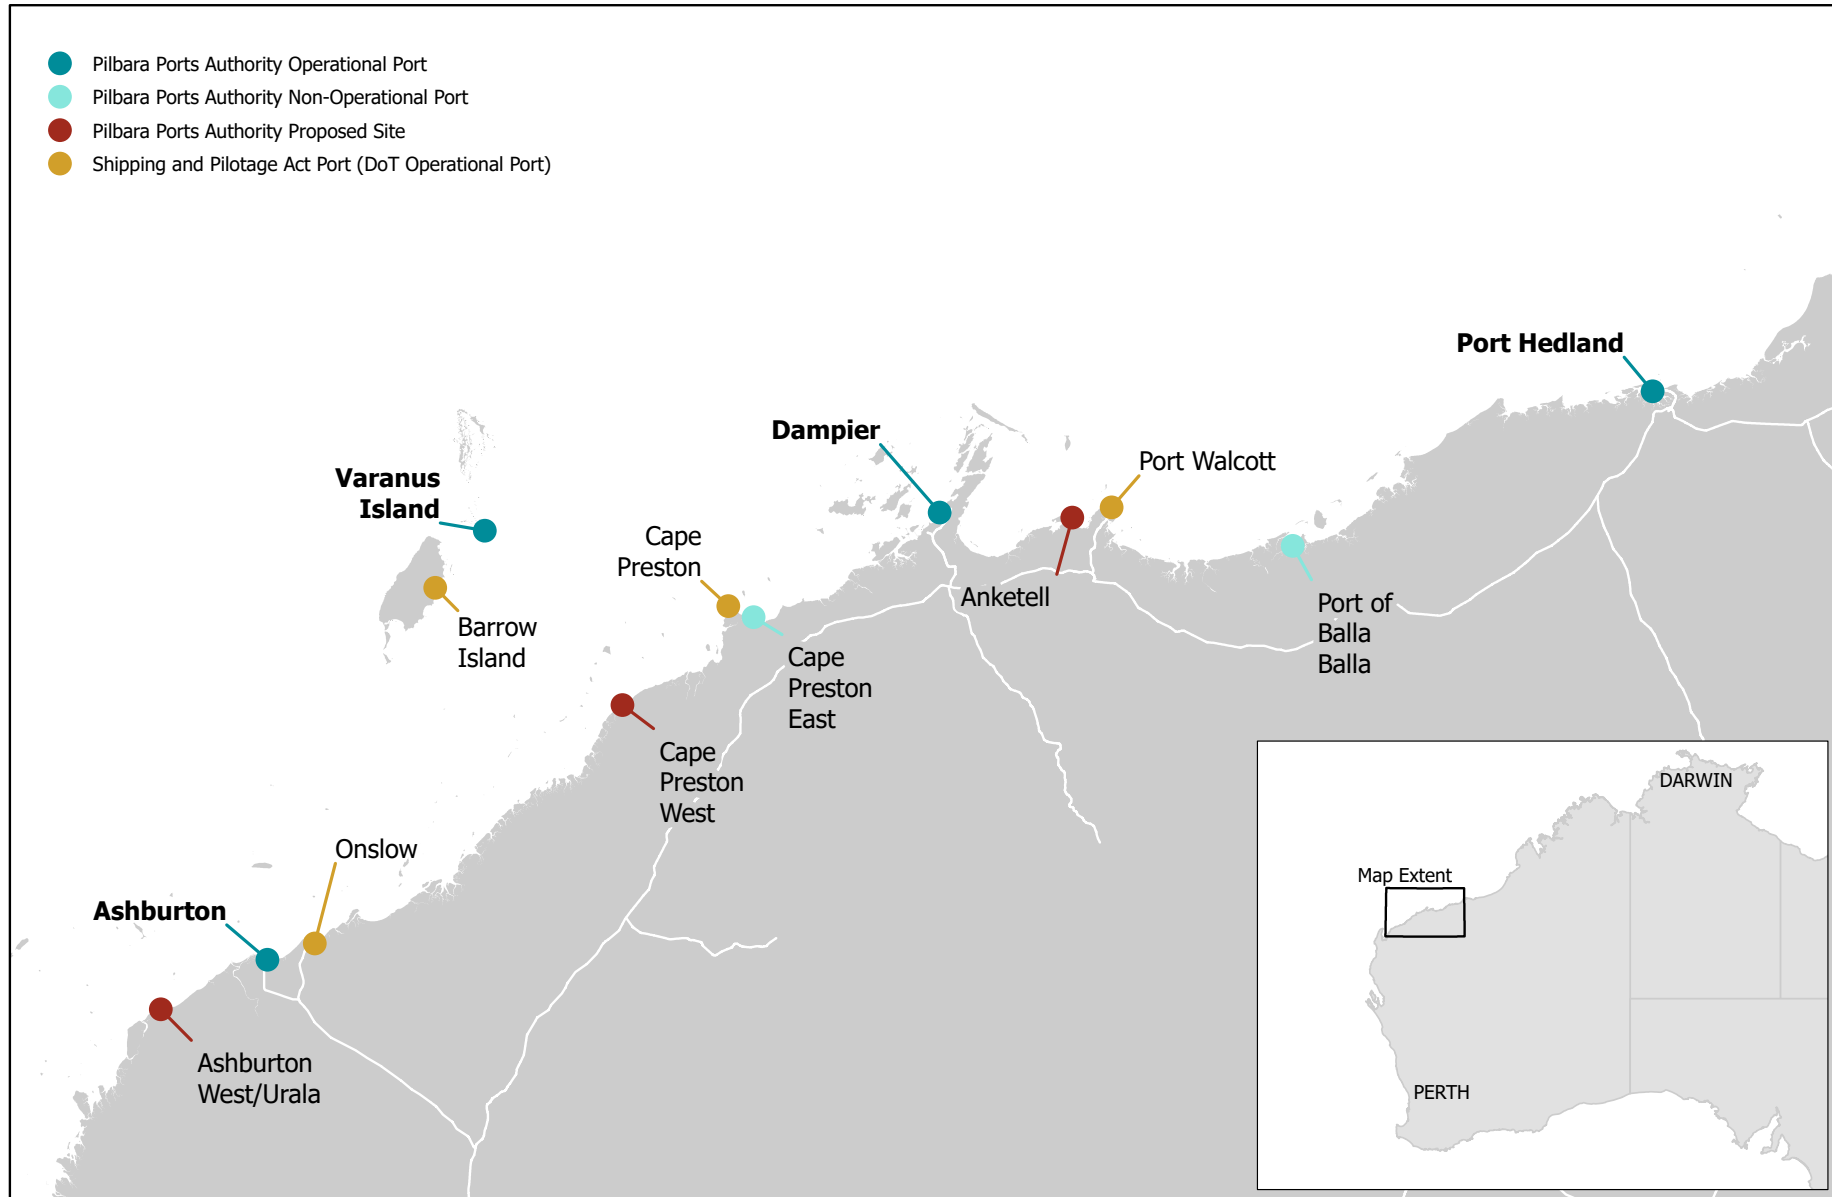 Pilbara Ports Authority Operational Port
Pilbara Ports Authority Non-Operational Port
Pilbara Ports Authority Proposed Site
Shipping and Pilotage Act Port (DoT Operational Port)
Port Hedland
Dampier
Port Walcott
Varanus
Island
Cape
Preston
Anketell
Port of
Balla
Balla
Barrow
Island
Cape
Preston
East
Cape
Preston
West
Onslow
Ashburton
Ashburton
West/Urala
DARWIN
Map Extent
PERTH